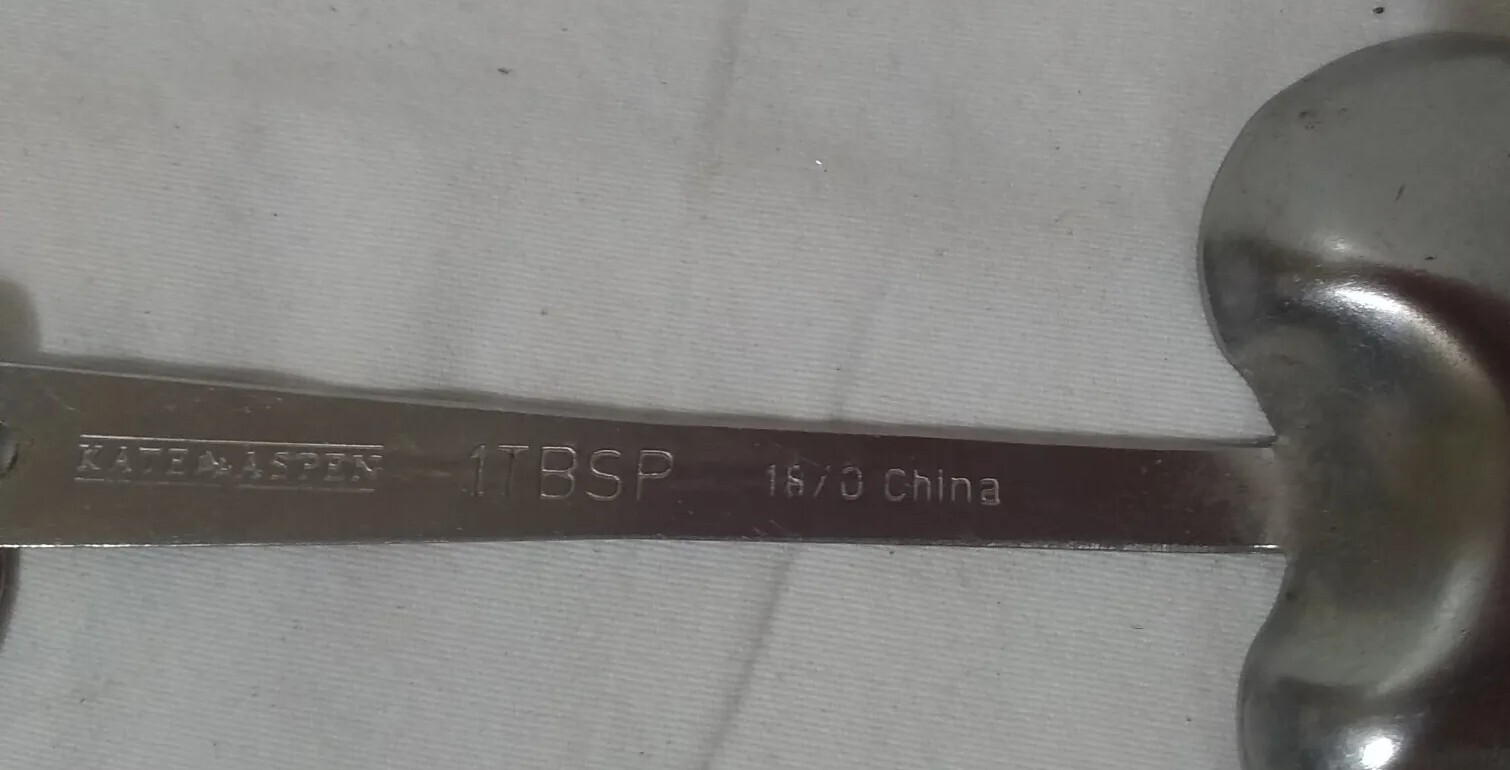 KATE ASPEN 1TBSP 18/0 China